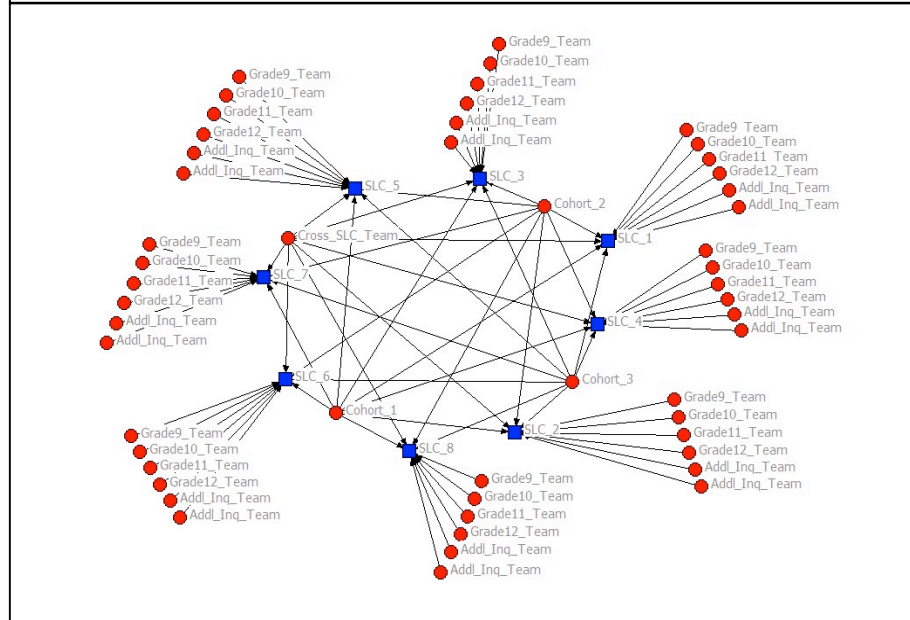 Grade9_Team
Grade10_Team
Grade11_Team
Grade12_Team
Addl_Inq_Team
Addl_Inq_Team
SLC_3
Grade9_Team
Grade10_Team
Grade11_Team
Grade12_Team
Addl_Inq_Team
Addl_Inq_Team
SLC_5
Grade9_Team
Grade10_Team
Grade11_Team
Grade12_Team
Addl_Inq_Team
Addl_Inq_Team
SLC_1
Cohort_2
Cross_SLC_Team
Grade9_Team
Grade10_Team
Grade11_Team
Grade12_Team
Addl_Inq_Team
Addl_Inq_Team
SLC_7
Grade9_Team
Grade10_Team
Grade11_Team
Grade12_Team
Addl_Inq_Team
Addl_Inq_Team
SLC_4
SLC_6
Cohort_3
Cohort_1
Grade9_Team
Grade10_Team
Grade11_Team
Grade12_Team
Addl_Inq_Team
Addl_Inq_Team
SLC_2
Grade9_Team
Grade10_Team
Grade11_Team
Grade12_Team
Addl_Inq_Team
Addl_Inq_Team
SLC_8
Grade9_Team
Grade10_Team
Grade11_Team
Grade12_Team
Addl_Inq_Team
Addl_Inq_Team